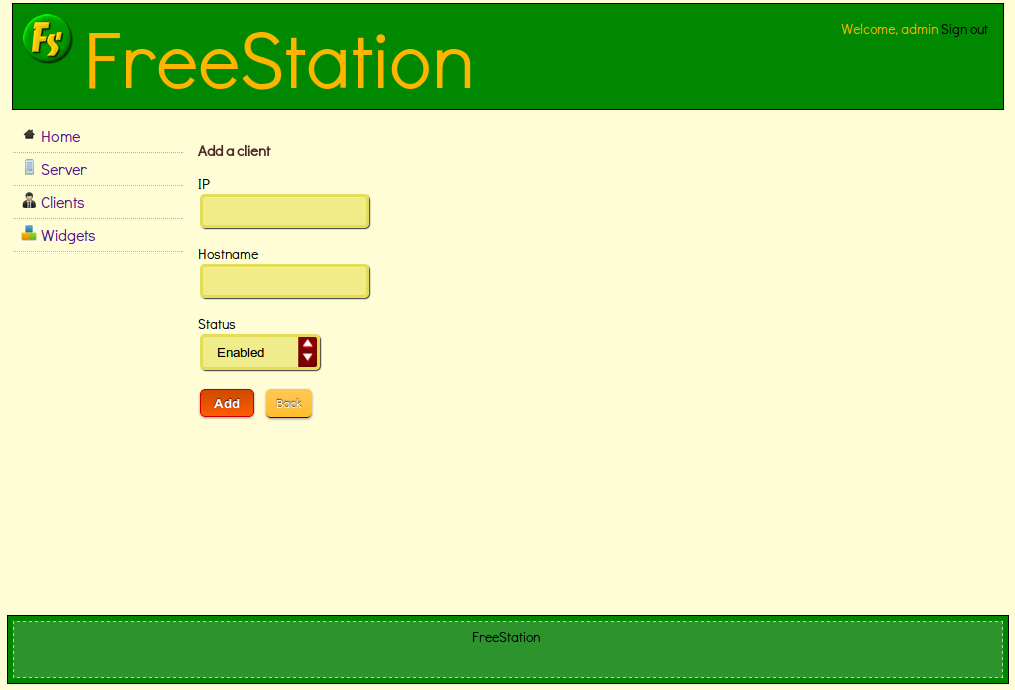 Fs
FreeStation
Welcome, admin Sign out
Home
Server
Clients
Widgets
Add a client
IP
Hostname
Status
Enabled
Add
Back
FreeStation